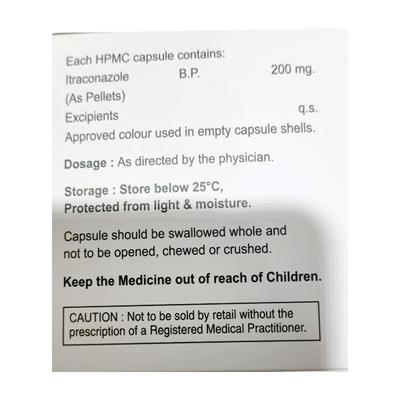 Each HPMC capsule contains:
Itraconazole B.P. 200 mg.
(As Pellets)
Excipients q.s.
Approved colour used in empty capsule shells.
Dosage : As directed by the physician.
Storage : Store below 25°C,
Protected from light & moisture.
Capsule should be swallowed whole and
not to be opened, chewed or crushed.
Keep the Medicine out of reach of Children.
CAUTION : Not to be sold by retail without the
prescription of a Registered Medical Practitioner.